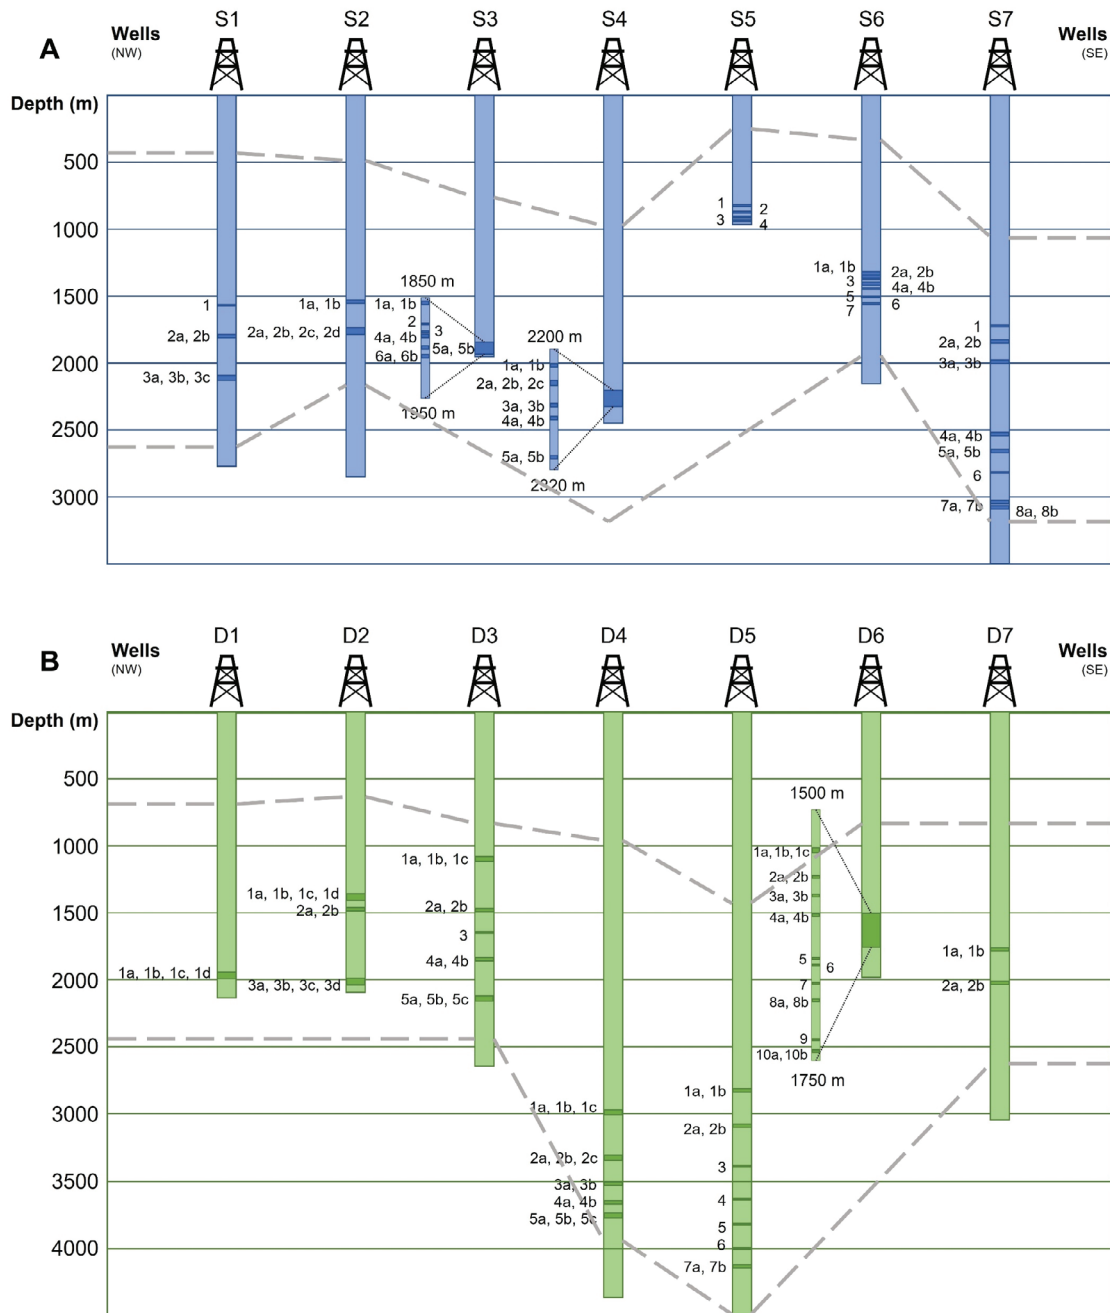 A
Wells
(NW)
S1
S2
S3
S4
S5
S6
S7
Wells
(SE)
Depth (m)
500
1000
1500
2000
2500
3000
1
2a, 2b
3a, 3b, 3c
1a, 1b
2a, 2b, 2c, 2d
1850 m
1a, 1b
2
3
4a, 4b
5a, 5b
6a, 6b
1950 m
2200 m
1a, 1b
2a, 2b, 2c
3a, 3b
4a, 4b
5a, 5b
2320 m
1
2
3
4
1a, 1b
2a, 2b
3
4a, 4b
5
6
7
1
2a, 2b
3a, 3b
4a, 4b
5a, 5b
6
7a, 7b
8a, 8b
B
Wells
(NW)
D1
D2
D3
D4
D5
D6
D7
Wells
(SE)
Depth (m)
500
1000
1500
2000
2500
3000
3500
4000
1a, 1b, 1c, 1d
1a, 1b, 1c, 1d
2a, 2b
3a, 3b, 3c, 3d
1a, 1b, 1c
2a, 2b
3
4a, 4b
5a, 5b, 5c
1a, 1b, 1c
2a, 2b, 2c
3a, 3b
4a, 4b
5a, 5b, 5c
1a, 1b
2a, 2b
3
4
5
6
7a, 7b
1500 m
1a, 1b,1c
2a, 2b
3a, 3b
4a, 4b
5
6
7
8a, 8b
9
10a, 10b
1750 m
1a, 1b
2a, 2b